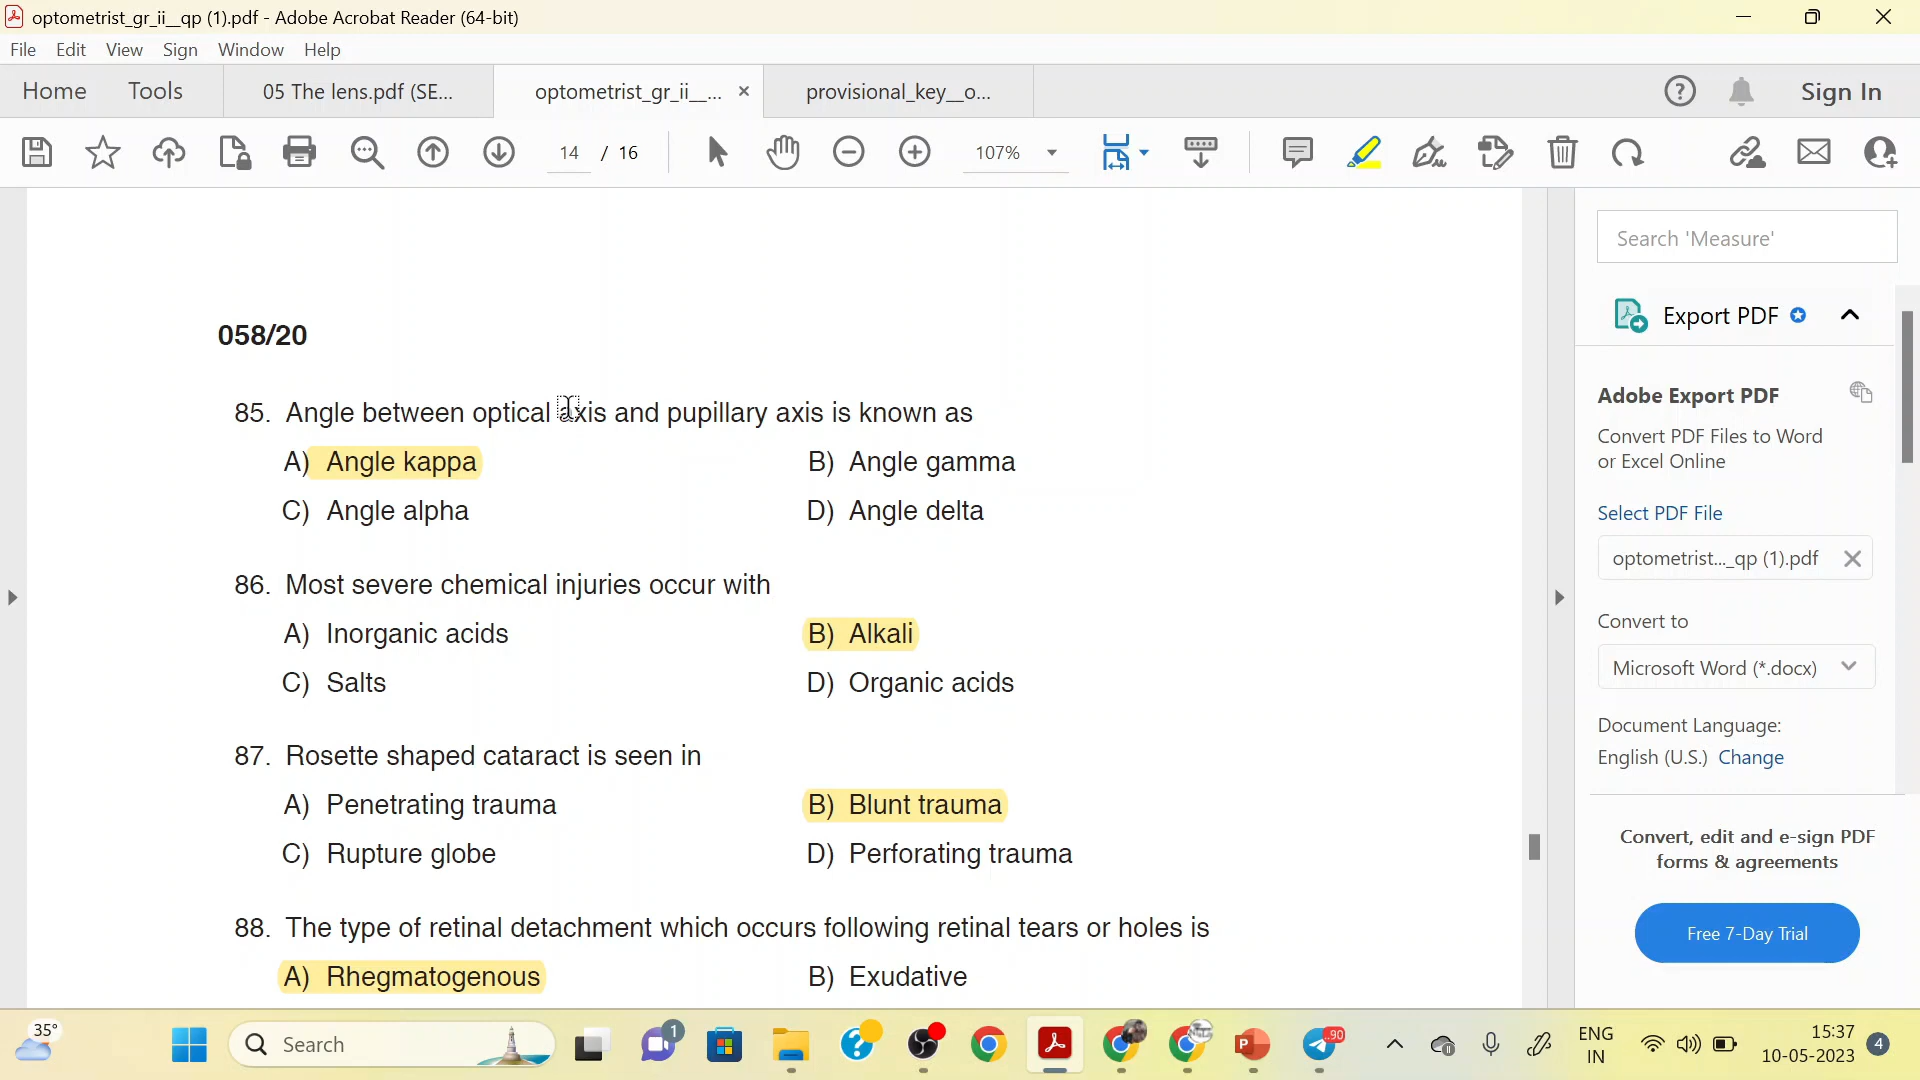 optometrist_gr_ii__qp (1).pdf - Adobe Acrobat Reader (64-bit)
File Edit View Sign Window Help
Home Tools 05 The lens.pdf (SE... optometrist_gr_ii__... × provisional_key__o... Sign In
14 / 16 107%
Search 'Measure'
Export PDF
Adobe Export PDF
Convert PDF Files to Word
or Excel Online
Select PDF File
optometrist..._qp (1).pdf
Convert to
Microsoft Word (*.docx)
Document Language:
English (U.S.) Change
Convert, edit and e-sign PDF
forms & agreements
Free 7-Day Trial
058/20
85. Angle between optical axis and pupillary axis is known as
A) Angle kappa B) Angle gamma
C) Angle alpha D) Angle delta
86. Most severe chemical injuries occur with
A) Inorganic acids B) Alkali
C) Salts D) Organic acids
87. Rosette shaped cataract is seen in
A) Penetrating trauma B) Blunt trauma
C) Rupture globe D) Perforating trauma
88. The type of retinal detachment which occurs following retinal tears or holes is
A) Rhegmatogenous B) Exudative
35° Search 1 90 ENG 15:37
IN 10-05-2023 4